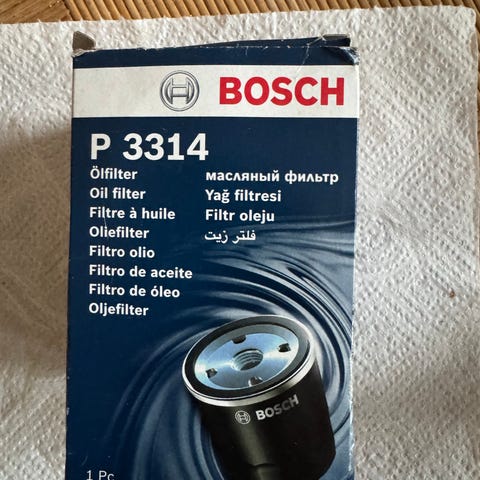 BOSCH
P 3314
Ölfilter
Oil filter
Filtre à huile
Oliefilter
Filtro olio
Filtro de aceite
Filtro de óleo
Oljefilter
масляный фильтр
Yağ filtresi
Filtr oleju
فلتر زيت
BOSCH
1 Pc